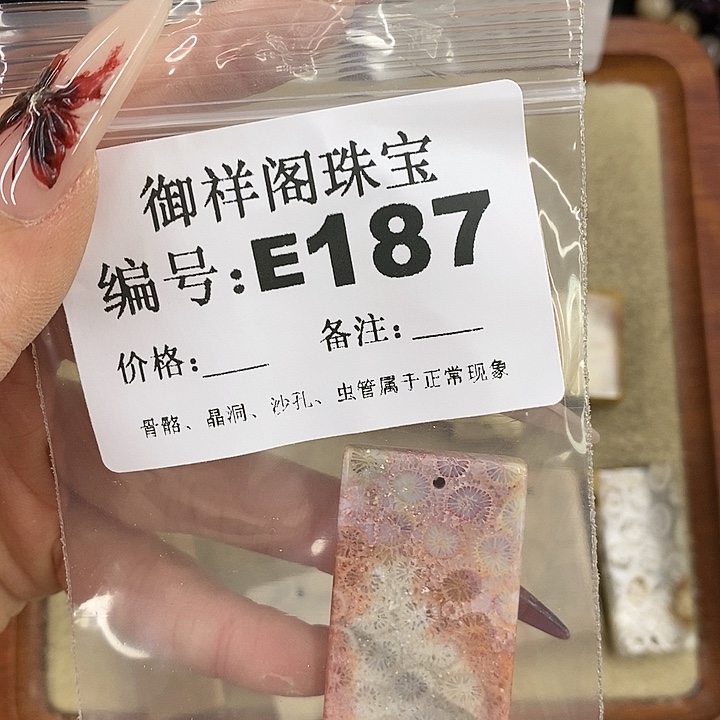 御祥阁珠宝
编号:E187
价格:___ 备注:____
骨骼、晶洞、沙孔、虫管属于正常现象